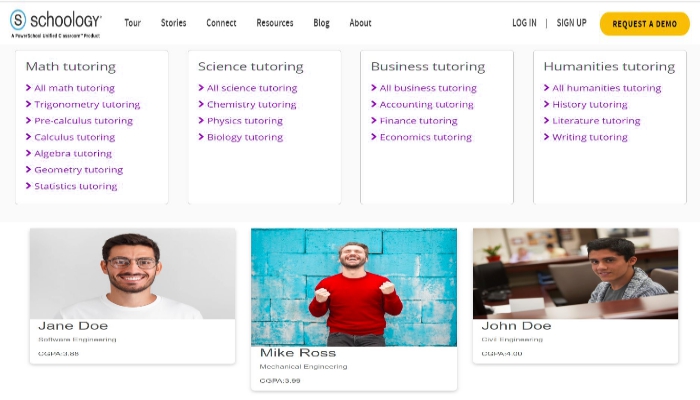 S schoology
A PowerSchool Unified Classroom™ Product
Tour Stories Connect Resources Blog About
LOG IN | SIGN UP REQUEST A DEMO
Math tutoring
All math tutoring
Trigonometry tutoring
Pre-calculus tutoring
Calculus tutoring
Algebra tutoring
Geometry tutoring
Statistics tutoring
Science tutoring
All science tutoring
Chemistry tutoring
Physics tutoring
Biology tutoring
Business tutoring
All business tutoring
Accounting tutoring
Finance tutoring
Economics tutoring
Humanities tutoring
All humanities tutoring
History tutoring
Literature tutoring
Writing tutoring
Jane Doe
Software Engineering
CGPA:3.88
Mike Ross
Mechanical Engineering
CGPA:3.99
John Doe
Civil Engineering
CGPA:4.00